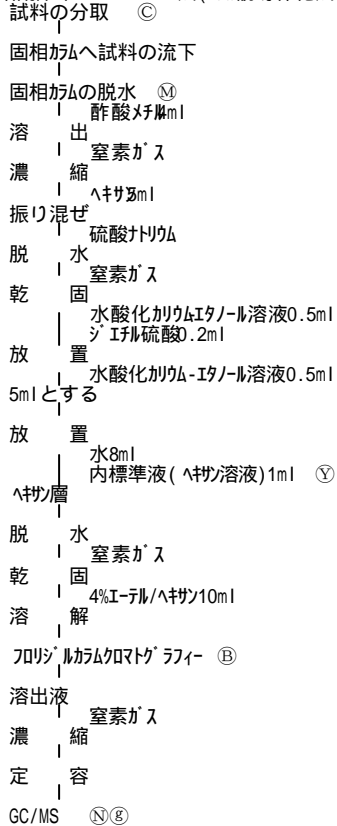 試料の分取 Ⓒ
固相ｶﾗﾑへ試料の流下
固相ｶﾗﾑの脱水 Ⓜ
酢酸ﾒﾁﾙ4ml
溶 出
窒素ｶﾞｽ
濃 縮
ﾍｷｻﾝ5ml
振り混ぜ
硫酸ﾅﾄﾘｳﾑ
脱 水
窒素ｶﾞｽ
乾 固
水酸化ｶﾘｳﾑｴﾀﾉｰﾙ溶液0.5ml
ｼﾞｴﾁﾙ硫酸0.2ml
放 置
水酸化ｶﾘｳﾑ-ｴﾀﾉｰﾙ溶液0.5ml
5mlとする
放 置
水8ml
内標準液(ﾍｷｻﾝ溶液)1ml Ⓨ
ﾍｷｻﾝ層
脱 水
窒素ｶﾞｽ
乾 固
4%ｴｰﾃﾙ/ﾍｷｻﾝ10ml
溶 解
ﾌﾛﾘｼﾞﾙｶﾗﾑｸﾛﾏﾄｸﾞﾗﾌｨｰ Ⓑ
溶出液
窒素ｶﾞｽ
濃 縮
定 容
GC/MS Ⓝⓖ